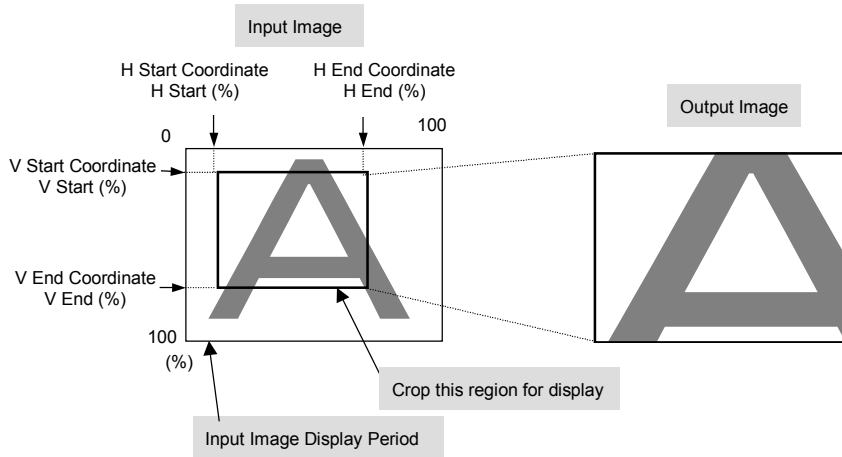 Input Image
H Start Coordinate
H Start (%)
H End Coordinate
H End (%)
Output Image
0
100
V Start Coordinate
V Start (%)
A
V End Coordinate
V End (%)
100
(%)
Crop this region for display
Input Image Display Period